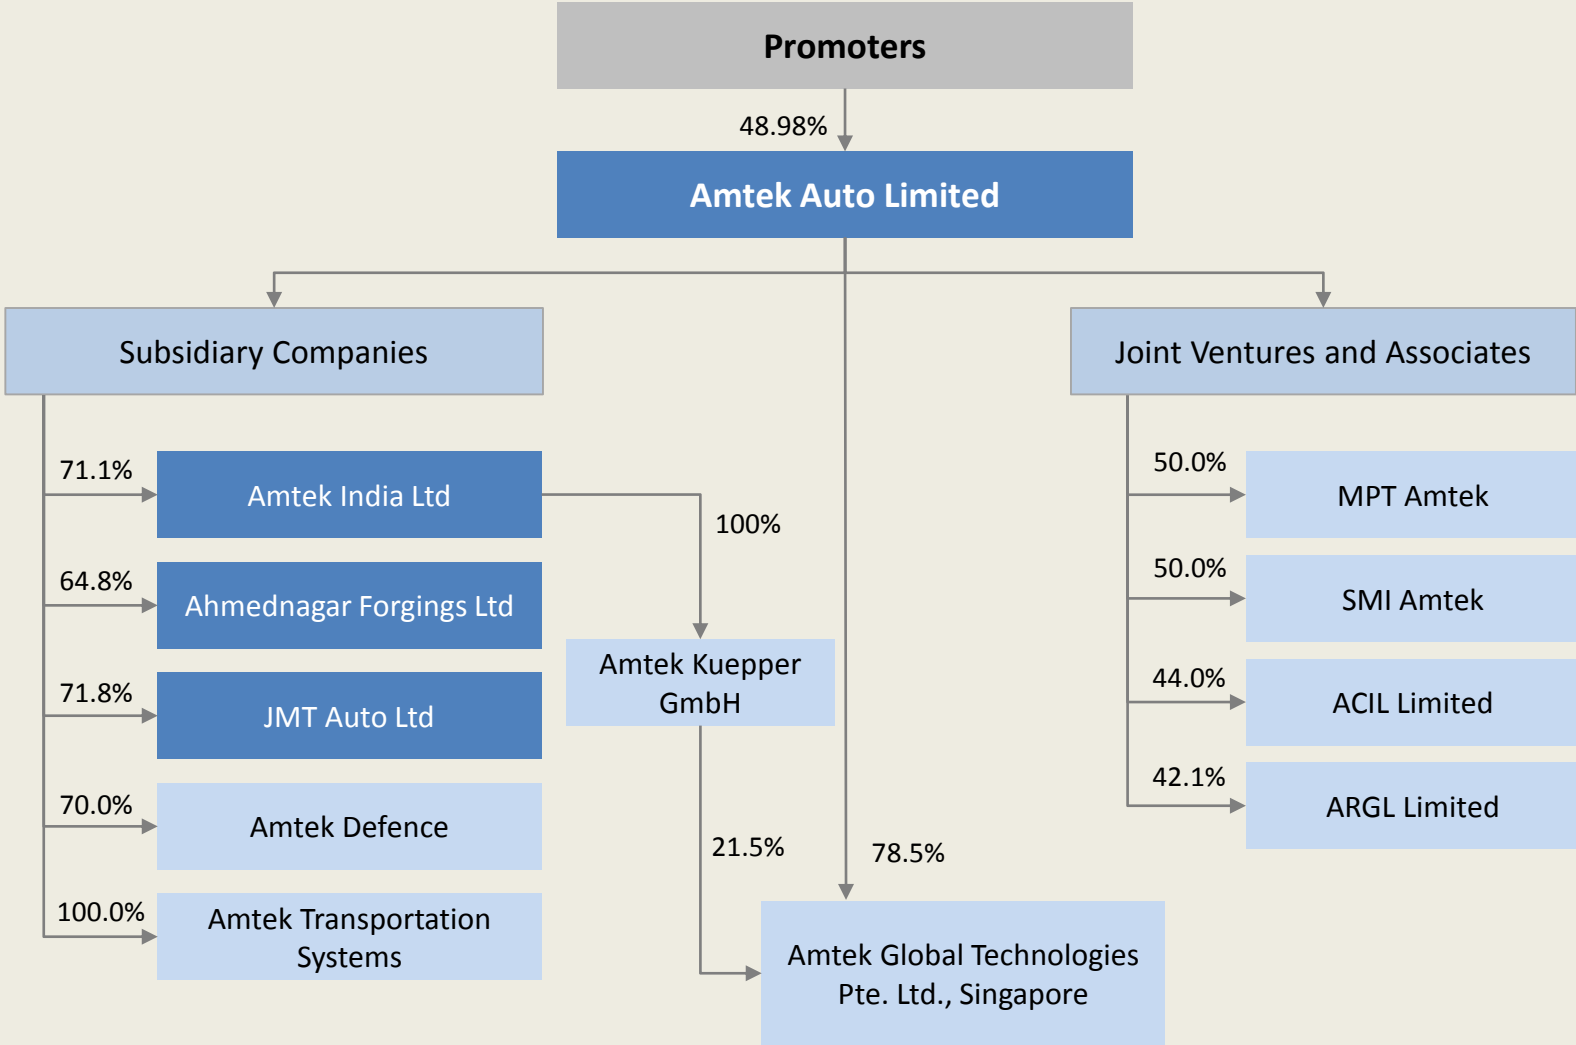 Promoters
48.98%
Amtek Auto Limited
Subsidiary Companies
Joint Ventures and Associates
71.1%
Amtek India Ltd
64.8%
Ahmednagar Forgings Ltd
71.8%
JMT Auto Ltd
70.0%
Amtek Defence
100.0%
Amtek Transportation
Systems
100%
Amtek Kuepper
GmbH
21.5%
78.5%
Amtek Global Technologies
Pte. Ltd., Singapore
50.0%
MPT Amtek
50.0%
SMI Amtek
44.0%
ACIL Limited
42.1%
ARGL Limited